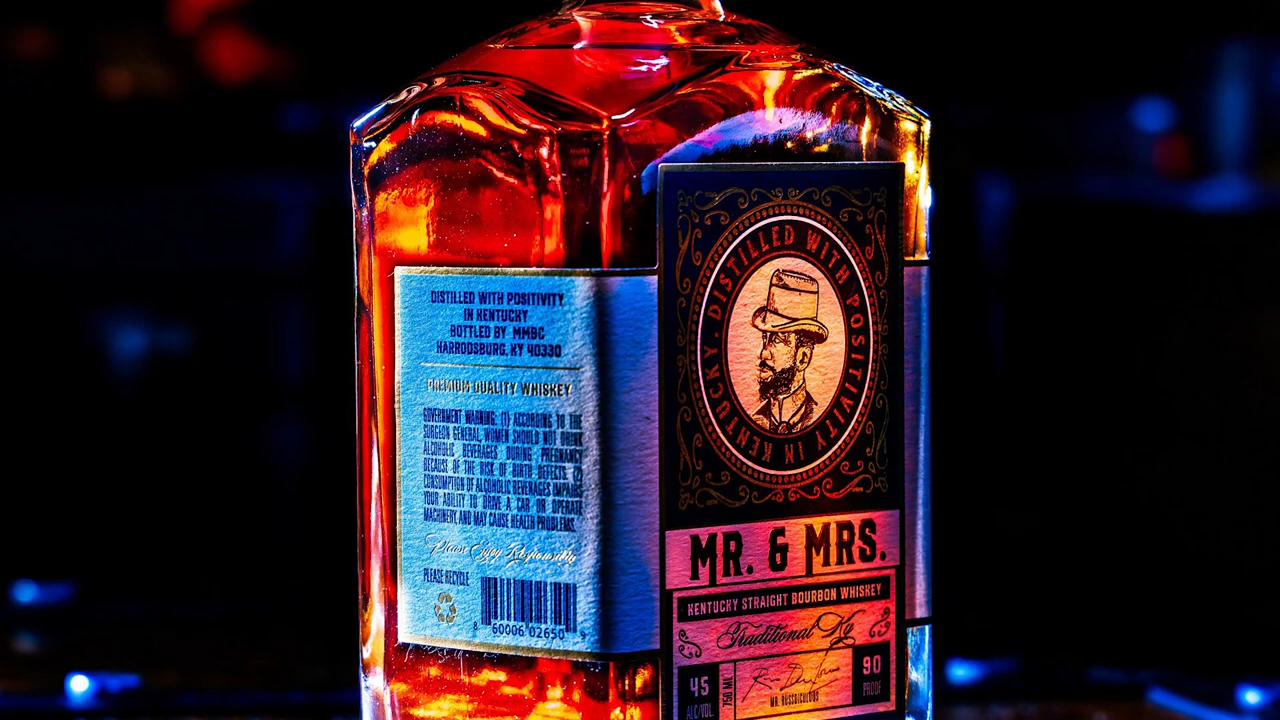 DISTILLED WITH POSITIVITY
IN KENTUCKY
BOTTLED BY MMBC
HARRODSBURG, KY 40330
PREMIUM QUALITY WHISKEY
GOVERNMENT WARNING: (1) ACCORDING TO THE
SURGEON GENERAL, WOMEN SHOULD NOT DRINK
ALCOHOLIC BEVERAGES DURING PREGNANCY
BECAUSE OF THE RISK OF BIRTH DEFECTS. (2)
CONSUMPTION OF ALCOHOLIC BEVERAGES IMPAIRS
YOUR ABILITY TO DRIVE A CAR OR OPERATE
MACHINERY, AND MAY CAUSE HEALTH PROBLEMS.
Please Enjoy Responsibly
PLEASE RECYCLE
8 60006 02650 9
DISTILLED WITH POSITIVITY IN KENTUCKY.
MR. & MRS.
KENTUCKY STRAIGHT BOURBON WHISKEY
Traditional Ky
45
ALC/VOL.
750 ML
90
PROOF